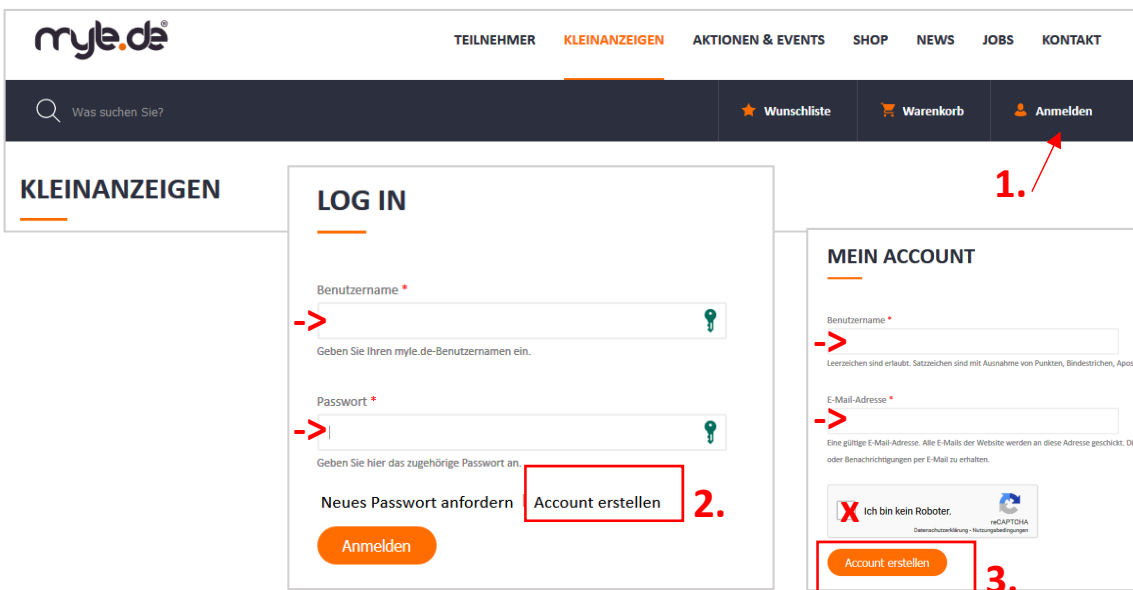 myle.de®
TEILNEHMER KLEINANZEIGEN AKTIONEN & EVENTS SHOP NEWS JOBS KONTAKT
Was suchen Sie? Wunschliste Warenkorb Anmelden
1.
KLEINANZEIGEN
LOG IN
Benutzername *
->
Geben Sie Ihren myle.de-Benutzernamen ein.
Passwort *
->
Geben Sie hier das zugehörige Passwort an.
Neues Passwort anfordern Account erstellen
2.
Anmelden
MEIN ACCOUNT
Benutzername *
->
Leerzeichen sind erlaubt. Satzzeichen sind mit Ausnahme von Punkten, Bindestrichen, Apos
E-Mail-Adresse *
->
Eine gültige E-Mail-Adresse. Alle E-Mails der Website werden an diese Adresse geschickt. Di
oder Benachrichtigungen per E-Mail zu erhalten.
X Ich bin kein Roboter.
reCAPTCHA
Datenschutzerklärung - Nutzungsbedingungen
Account erstellen
3.